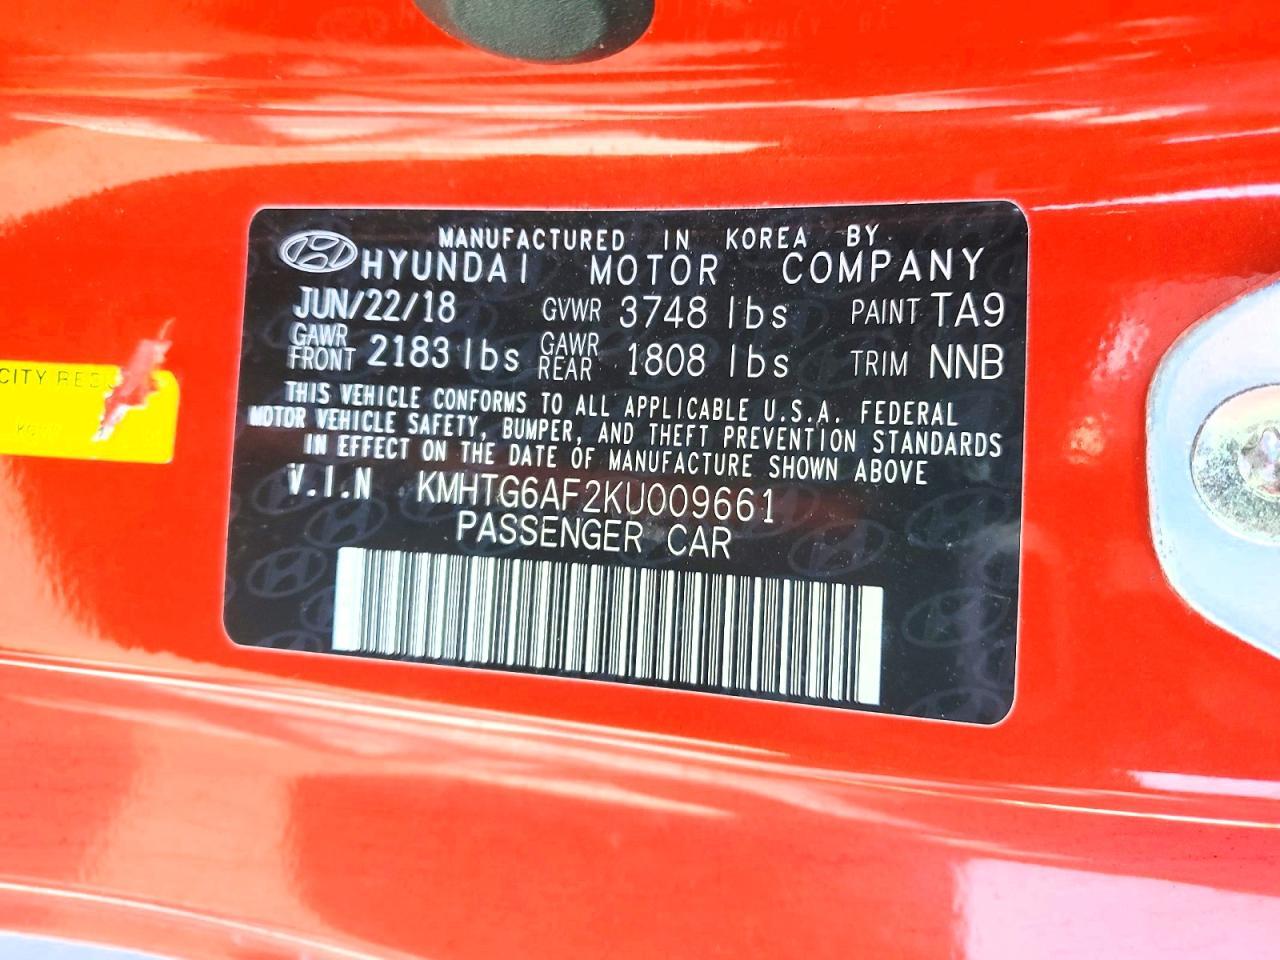 MANUFACTURED IN KOREA BY
HYUNDAI MOTOR COMPANY
JUN/22/18 GVWR 3748 lbs PAINT TA9
GAWR FRONT 2183 lbs GAWR REAR 1808 lbs TRIM NNB
THIS VEHICLE CONFORMS TO ALL APPLICABLE U.S.A. FEDERAL
MOTOR VEHICLE SAFETY, BUMPER, AND THEFT PREVENTION STANDARDS
IN EFFECT ON THE DATE OF MANUFACTURE SHOWN ABOVE
V.I.N KMHTG6AF2KU009661
PASSENGER CAR
CITY